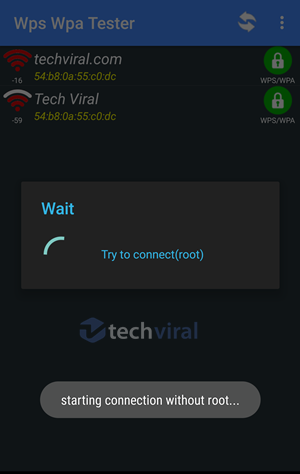 Wps Wpa Tester
techviral.com
-16 54:b8:0a:55:c0:dc WPS/WPA
Tech Viral
-59 54:b8:0a:55:c0:dc WPS/WPA
Wait
Try to connect(root)
techviral
starting connection without root...